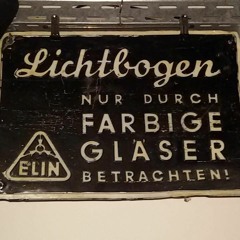 Lichtbogen
NUR DURCH
FARBIGE
GLÄSER
BETRACHTEN!
ELIN